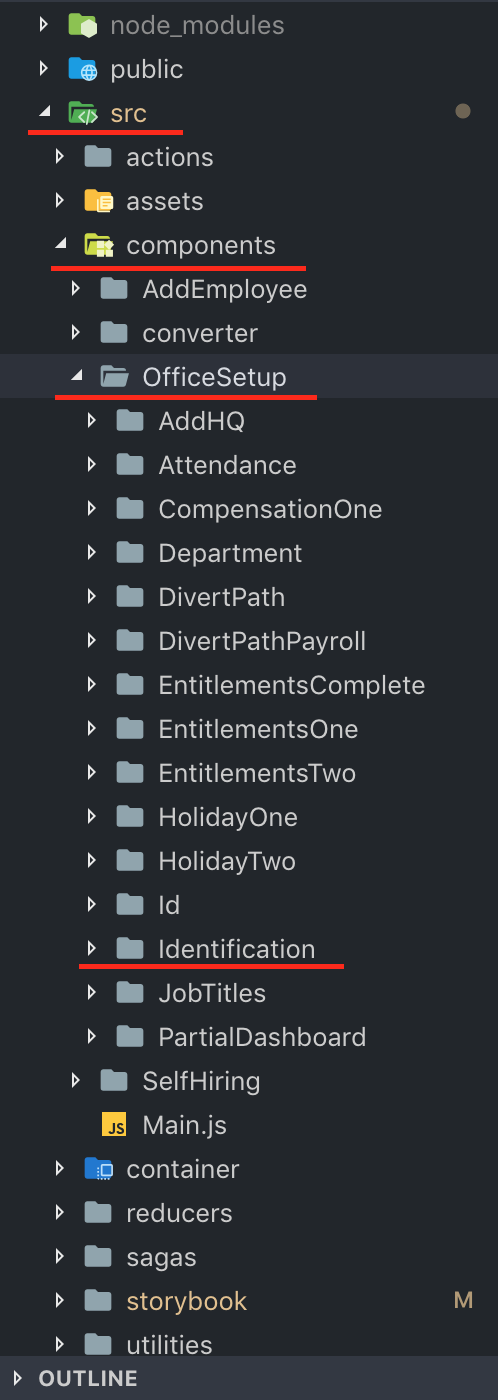 node_modules
public
src
actions
assets
components
AddEmployee
converter
OfficeSetup
AddHQ
Attendance
CompensationOne
Department
DivertPath
DivertPathPayroll
EntitlementsComplete
EntitlementsOne
EntitlementsTwo
HolidayOne
HolidayTwo
Id
Identification
JobTitles
PartialDashboard
SelfHiring
JS Main.js
container
reducers
sagas
storybook M
utilities
OUTLINE